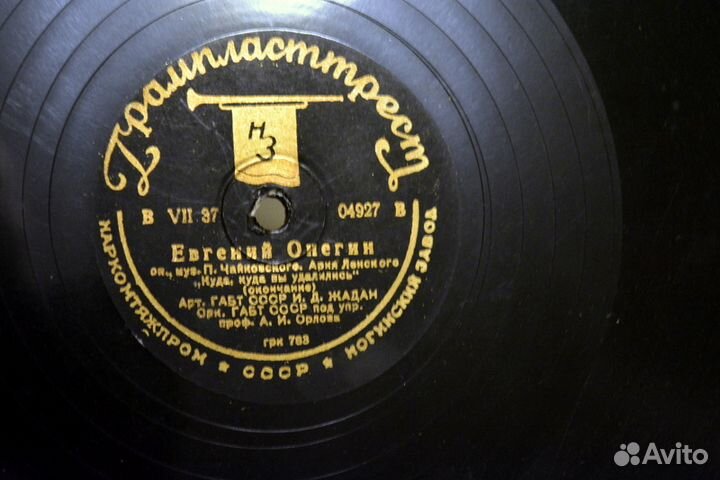 Грампласттрест
НЗ
В VII 37 04927 В
Евгений Онегин
оп., муз. П. Чайковского. Ария Ленского
„Куда, куда вы удалились"
(окончание)
Арт. ГАБТ СССР И. Д. ЖАДАН
Орк. ГАБТ СССР под упр.
проф. А. И. Орлова
грк 763
НАРКОМТЯЖПРОМ ★ СССР ★ НОГИНСКИЙ ЗАВОД
Avito